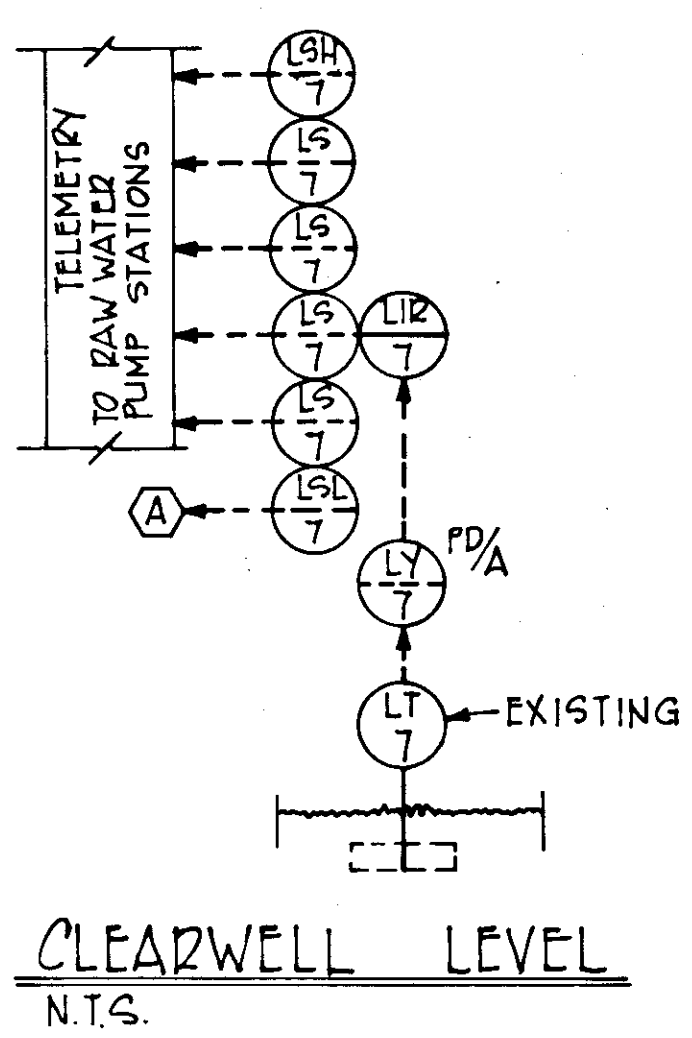 TELEMETRY
TO RAW WATER
PUMP STATIONS
LSH
7
LS
7
LS
7
LS
7
LIR
7
LS
7
A
LSL
7
LY
7
PD/A
LT
7
EXISTING
CLEARWELL LEVEL
N.T.S.